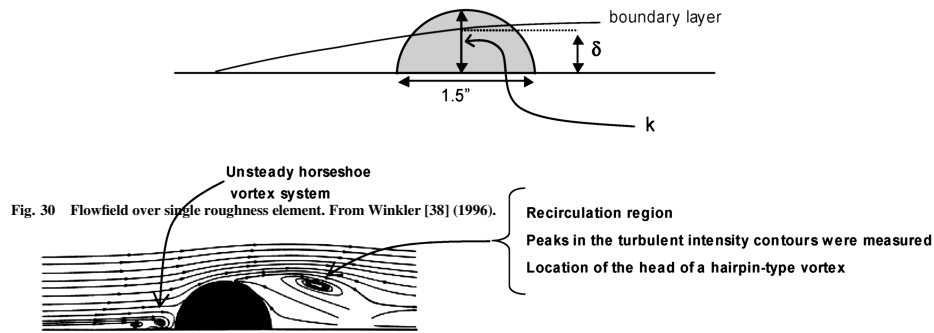 boundary layer
δ
1.5”
k
Unsteady horseshoe
vortex system
Fig. 30 Flowfield over single roughness element. From Winkler [38] (1996).
Recirculation region
Peaks in the turbulent intensity contours were measured
Location of the head of a hairpin-type vortex